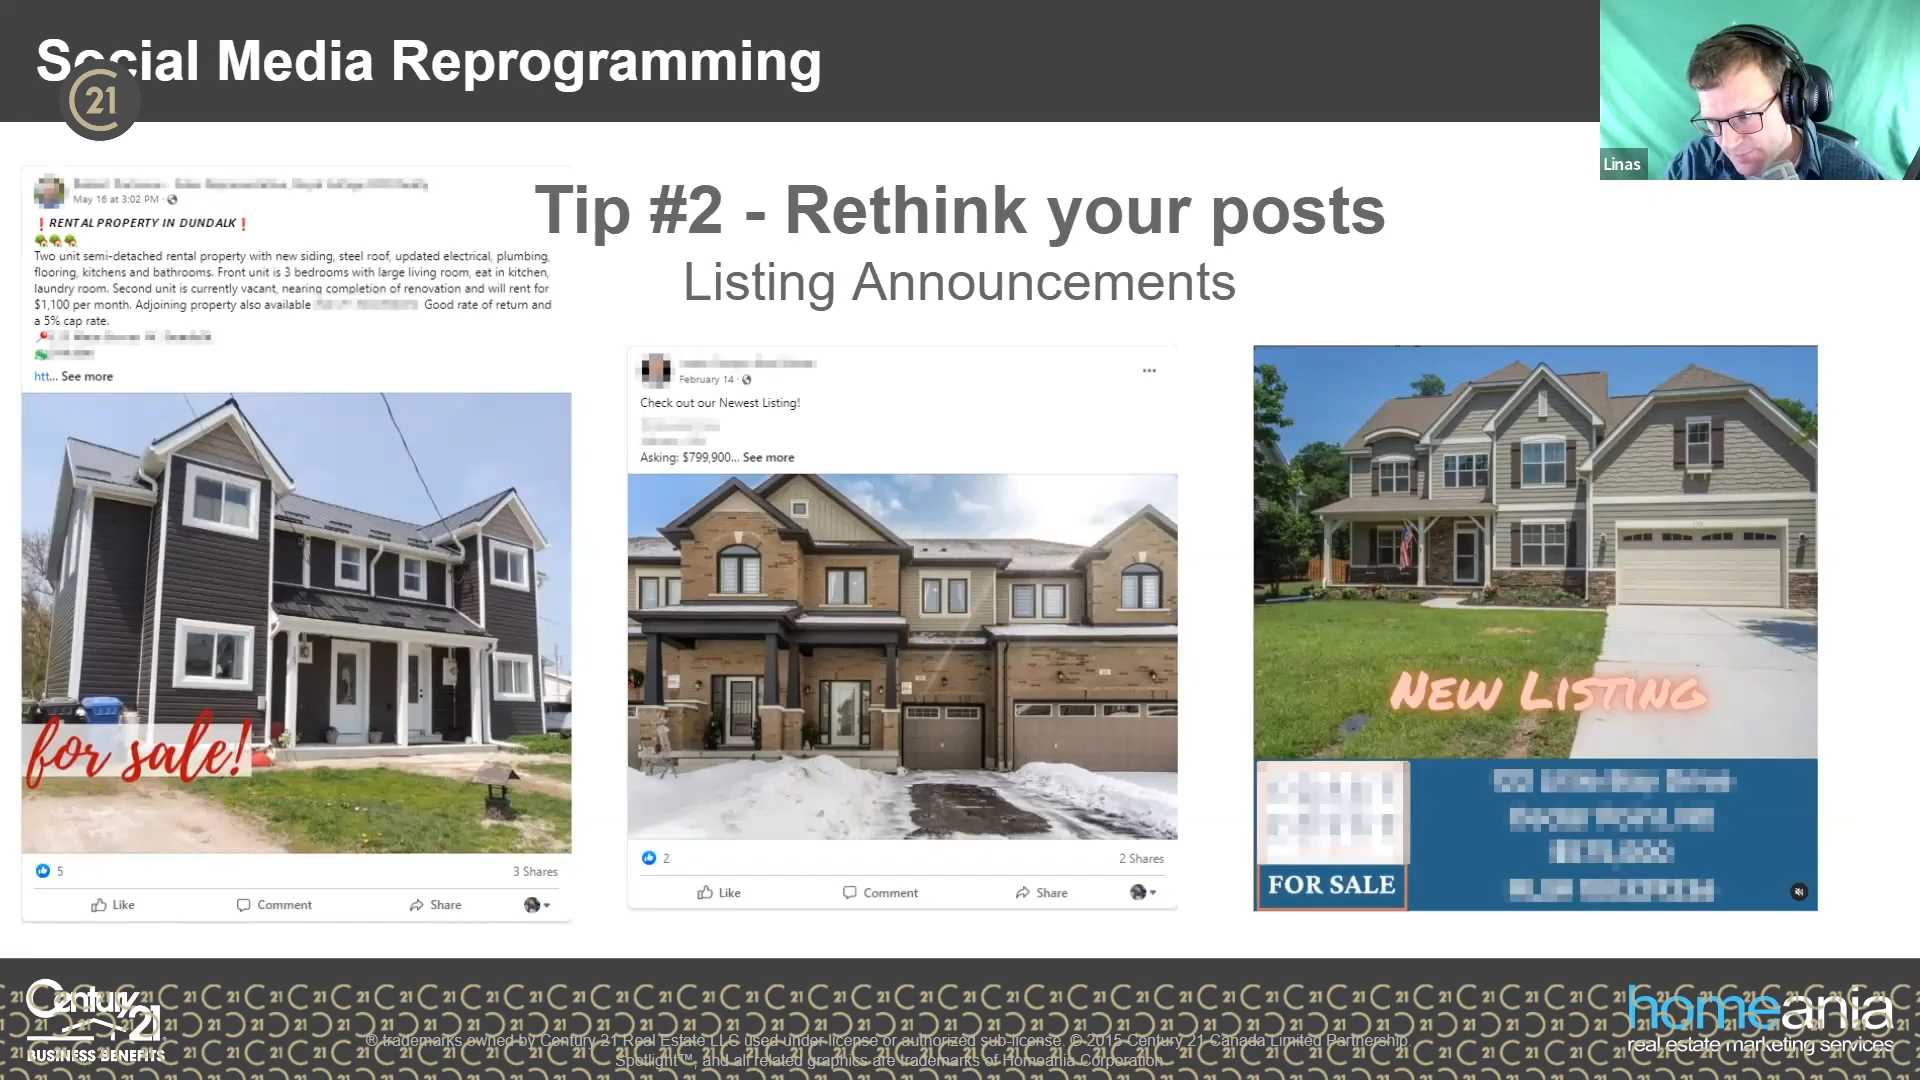 Social Media Reprogramming
21
Linas
Tip #2 - Rethink your posts
Listing Announcements
May 16 at 3:02 PM ·
❗RENTAL PROPERTY IN DUNDALK❗
Two unit semi-detached rental property with new siding, steel roof, updated electrical, plumbing,
flooring, kitchens and bathrooms. Front unit is 3 bedrooms with large living room, eat in kitchen,
laundry room. Second unit is currently vacant, nearing completion of renovation and will rent for
$1,100 per month. Adjoining property also available
Good rate of return and
a 5% cap rate.
htt... See more
for sale!
5
3 Shares
Like
Comment
Share
February 14 ·
Check out our Newest Listing!
Asking: $799,900... See more
2
2 Shares
Like
Comment
Share
New Listing
FOR SALE
Century 21
BUSINESS BENEFITS
® trademarks owned by Century 21 Real Estate LLC used under license or authorized sub-license. © 2015 Century 21 Canada Limited Partnership.
Spotlight™, and all related graphics are trademarks of Homeania Corporation.
homeania
real estate marketing services